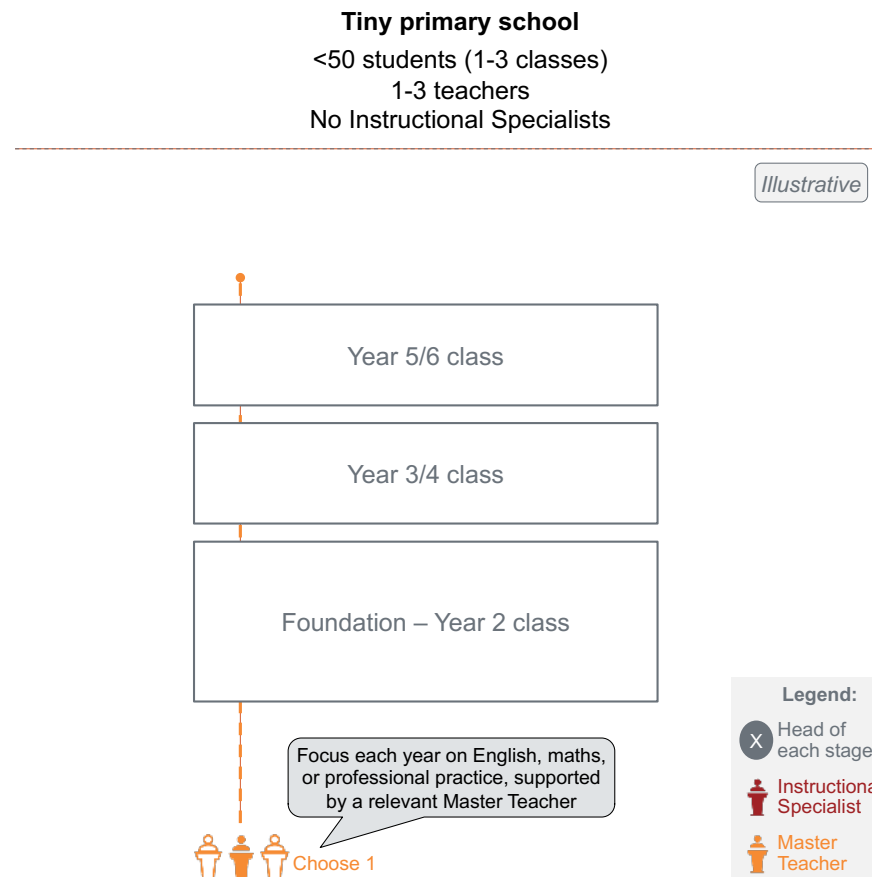 Tiny primary school
<50 students (1-3 classes)
1-3 teachers
No Instructional Specialists
Illustrative
Year 5/6 class
Year 3/4 class
Foundation – Year 2 class
Focus each year on English, maths,
or professional practice, supported
by a relevant Master Teacher
Choose 1
Legend:
X
Head of
each stage
Instructiona
Specialist
Master
Teacher